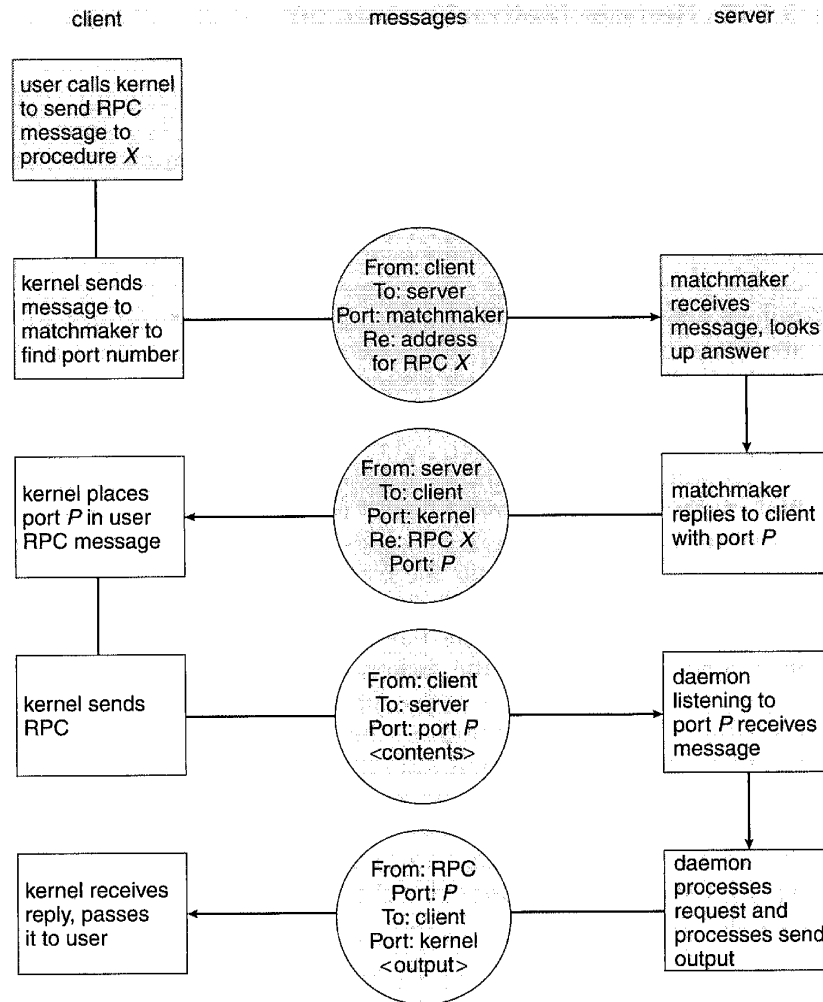 client
messages
server
user calls kernel
to send RPC
message to
procedure X
kernel sends
message to
matchmaker to
find port number
From: client
To: server
Port: matchmaker
Re: address
for RPC X
matchmaker
receives
message, looks
up answer
kernel places
port P in user
RPC message
From: server
To: client
Port: kernel
Re: RPC X
Port: P
matchmaker
replies to client
with port P
kernel sends
RPC
From: client
To: server
Port: port P
<contents>
daemon
listening to
port P receives
message
kernel receives
reply, passes
it to user
From: RPC
Port: P
To: client
Port: kernel
<output>
daemon
processes
request and
processes send
output